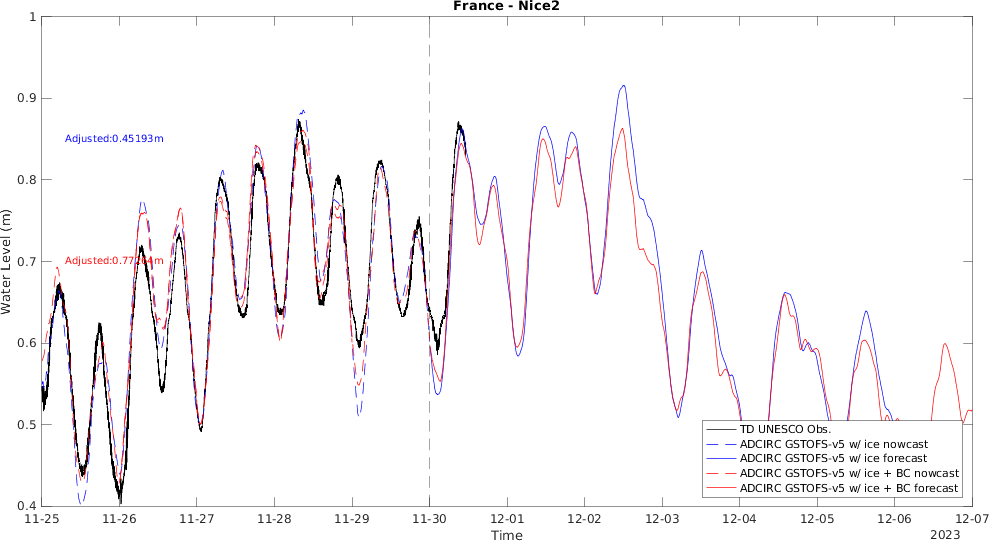 France - Nice2
1
0.9
0.8
0.7
0.6
0.5
0.4
Water Level (m)
Adjusted:0.45193m
11-25
11-26
11-27
11-28
11-29
11-30
12-01
12-02
12-03
12-04
12-05
12-06
12-07
Time
2023
TD UNESCO Obs.
ADCIRC GSTOFS-v5 w/ ice nowcast
ADCIRC GSTOFS-v5 w/ ice forecast
ADCIRC GSTOFS-v5 w/ ice + BC nowcast
ADCIRC GSTOFS-v5 w/ ice + BC forecast